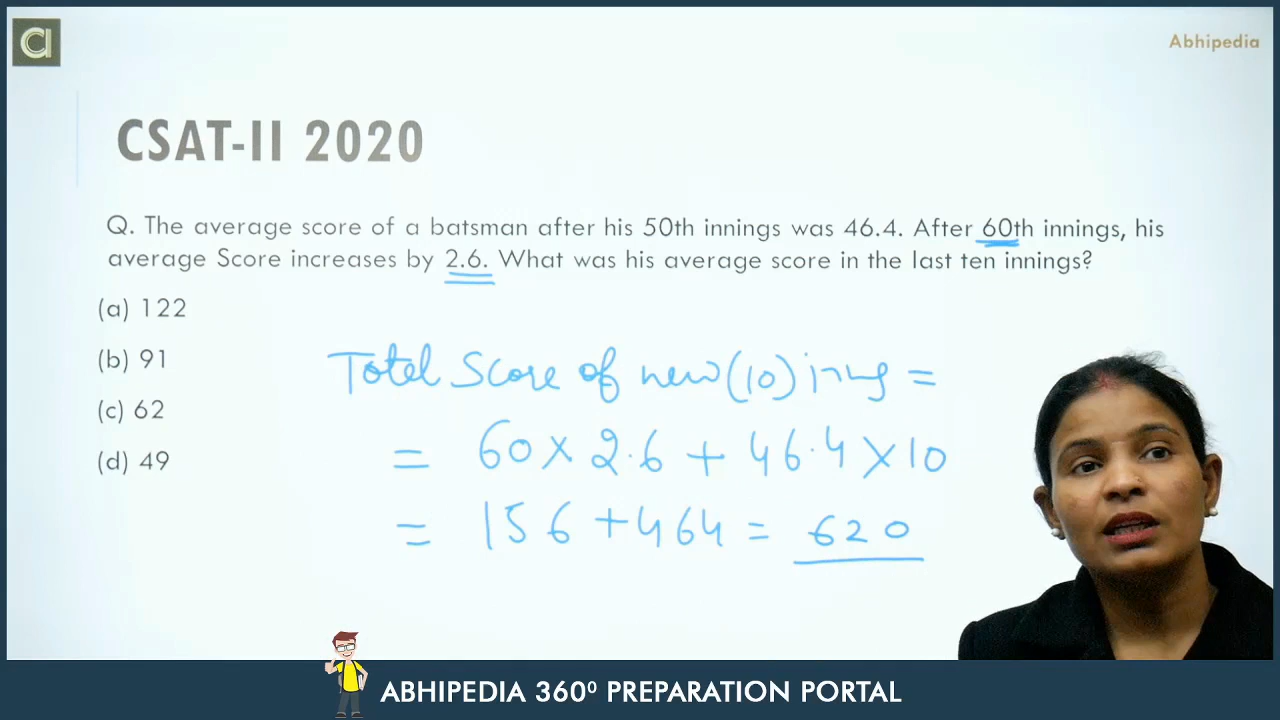 Abhipedia
CSAT-II 2020
Q. The average score of a batsman after his 50th innings was 46.4. After 60th innings, his
average Score increases by 2.6. What was his average score in the last ten innings?
(a) 122
(b) 91
(c) 62
(d) 49
Total Score of new (10) =
= 60 × 2.6 + 46.4 × 10
= 156 + 464 = 620
ABHIPEDIA 360⁰ PREPARATION PORTAL